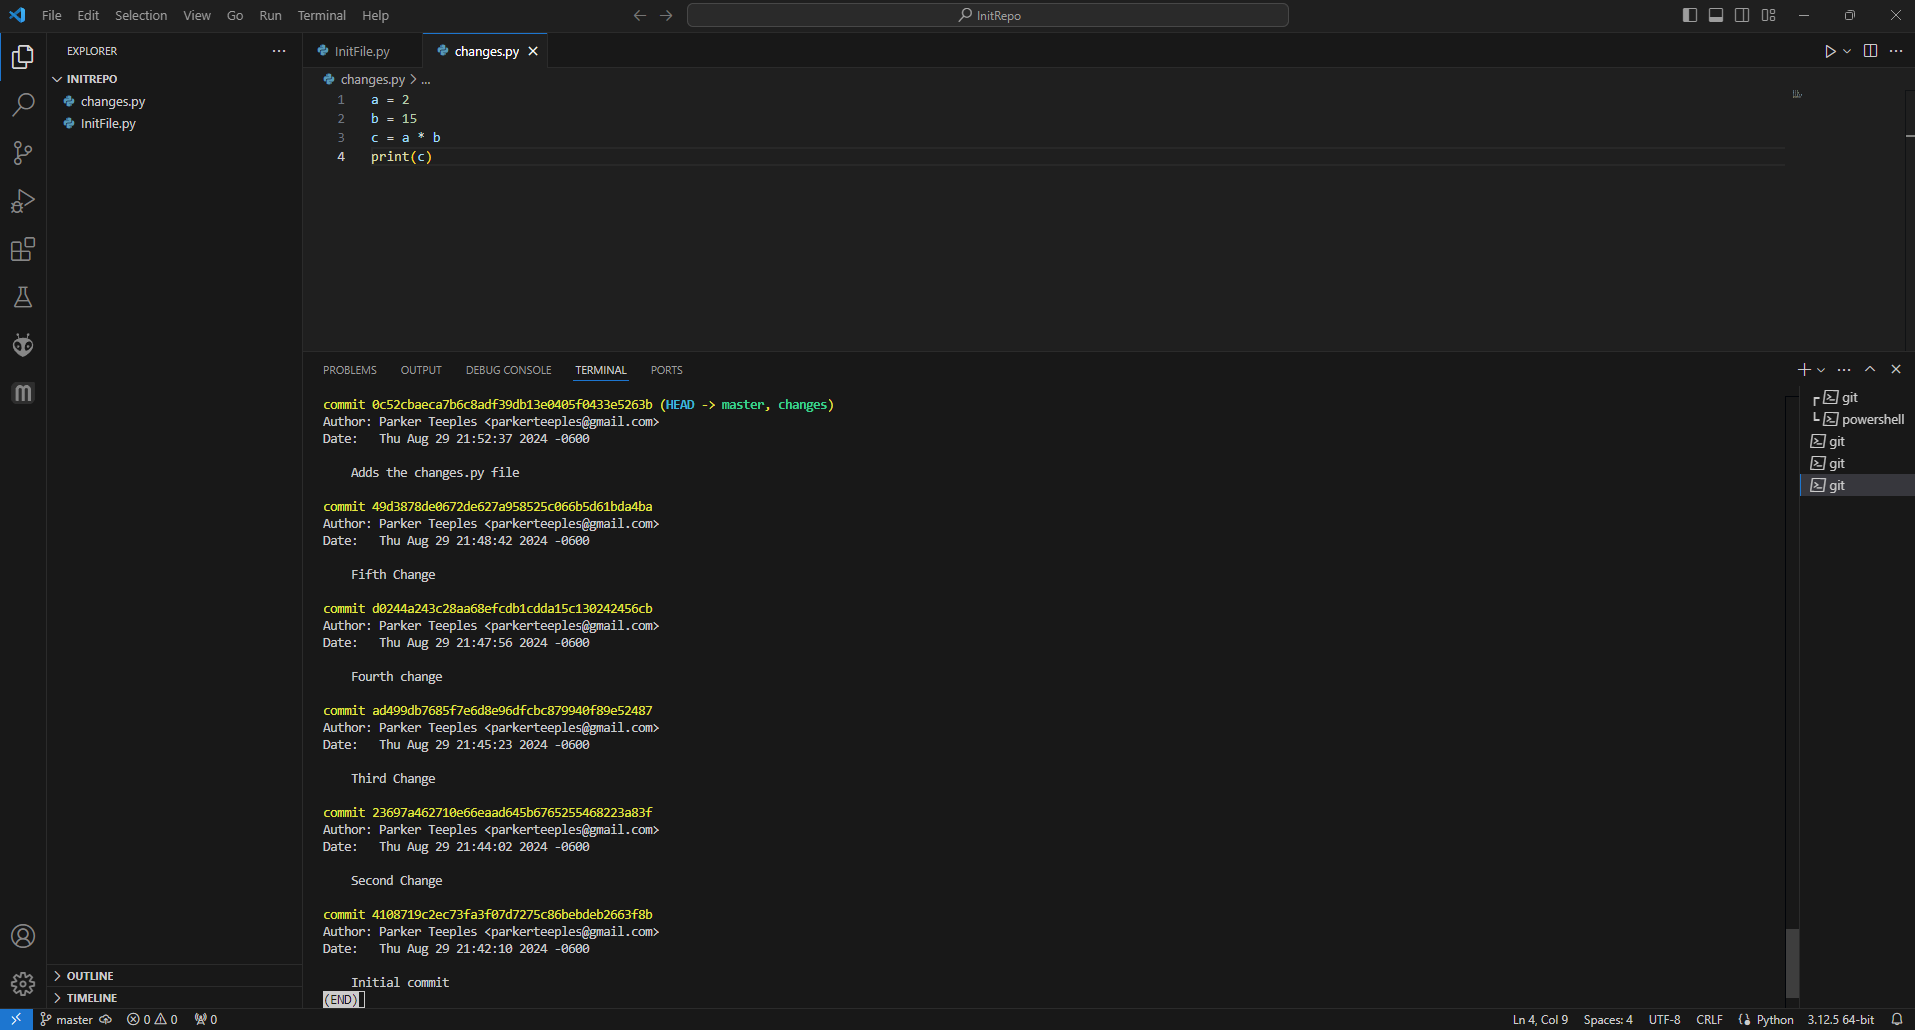 File Edit Selection View Go Run Terminal Help
InitRepo
EXPLORER
INITREPO
changes.py
InitFile.py
OUTLINE
TIMELINE
InitFile.py
changes.py
changes.py > ...
1 a = 2
2 b = 15
3 c = a * b
4 print(c)
PROBLEMS OUTPUT DEBUG CONSOLE TERMINAL PORTS
commit 0c52cbaeca7b6c8adf39db13e0405f0433e5263b (HEAD -> master, changes)
Author: Parker Teeples <parkerteeples@gmail.com>
Date:   Thu Aug 29 21:52:37 2024 -0600
Adds the changes.py file
commit 49d3878de0672de627a958525c066b5d61bda4ba
Author: Parker Teeples <parkerteeples@gmail.com>
Date:   Thu Aug 29 21:48:42 2024 -0600
Fifth Change
commit d0244a243c28aa68efcdb1cdda15c130242456cb
Author: Parker Teeples <parkerteeples@gmail.com>
Date:   Thu Aug 29 21:47:56 2024 -0600
Fourth change
commit ad499db7685f7e6d8e96dfcbc879940f89e52487
Author: Parker Teeples <parkerteeples@gmail.com>
Date:   Thu Aug 29 21:45:23 2024 -0600
Third Change
commit 23697a462710e66eaad645b6765255468223a83f
Author: Parker Teeples <parkerteeples@gmail.com>
Date:   Thu Aug 29 21:44:02 2024 -0600
Second Change
commit 4108719c2ec73fa3f07d7275c86bebdeb2663f8b
Author: Parker Teeples <parkerteeples@gmail.com>
Date:   Thu Aug 29 21:42:10 2024 -0600
Initial commit
(END)
git
powershell
git
git
git
master 0 0 0
Ln 4, Col 9 Spaces: 4 UTF-8 CRLF Python 3.12.5 64-bit